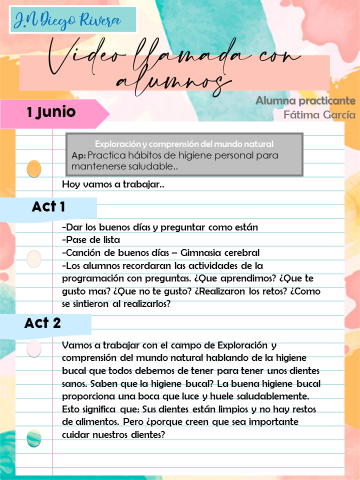 J.N Diego Rivera
Video llamada con
alumnos
Alumna practicante
Fátima García
1 Junio
Exploración y comprensión del mundo natural
Ap: Practica hábitos de higiene personal para
mantenerse saludable..
Hoy vamos a trabajar..
Act 1
-Dar los buenos días y preguntar como están
-Pase de lista
-Canción de buenos días – Gimnasia cerebral
-Los alumnos recordaran las actividades de la
programación con preguntas. ¿Que aprendimos? ¿Que te
gusto mas? ¿Que no te gusto? ¿Realizaron los retos? ¿Como
se sintieron al realizarlos?
Act 2
Vamos a trabajar con el campo de Exploración y
comprensión del mundo natural hablando de la higiene
bucal que todos debemos de tener para tener unos dientes
sanos. Saben que la higiene bucal? La buena higiene bucal
proporciona una boca que luce y huele saludablemente.
Esto significa que: Sus dientes están limpios y no hay restos
de alimentos. Pero ¿porque creen que sea importante
cuidar nuestros dientes?